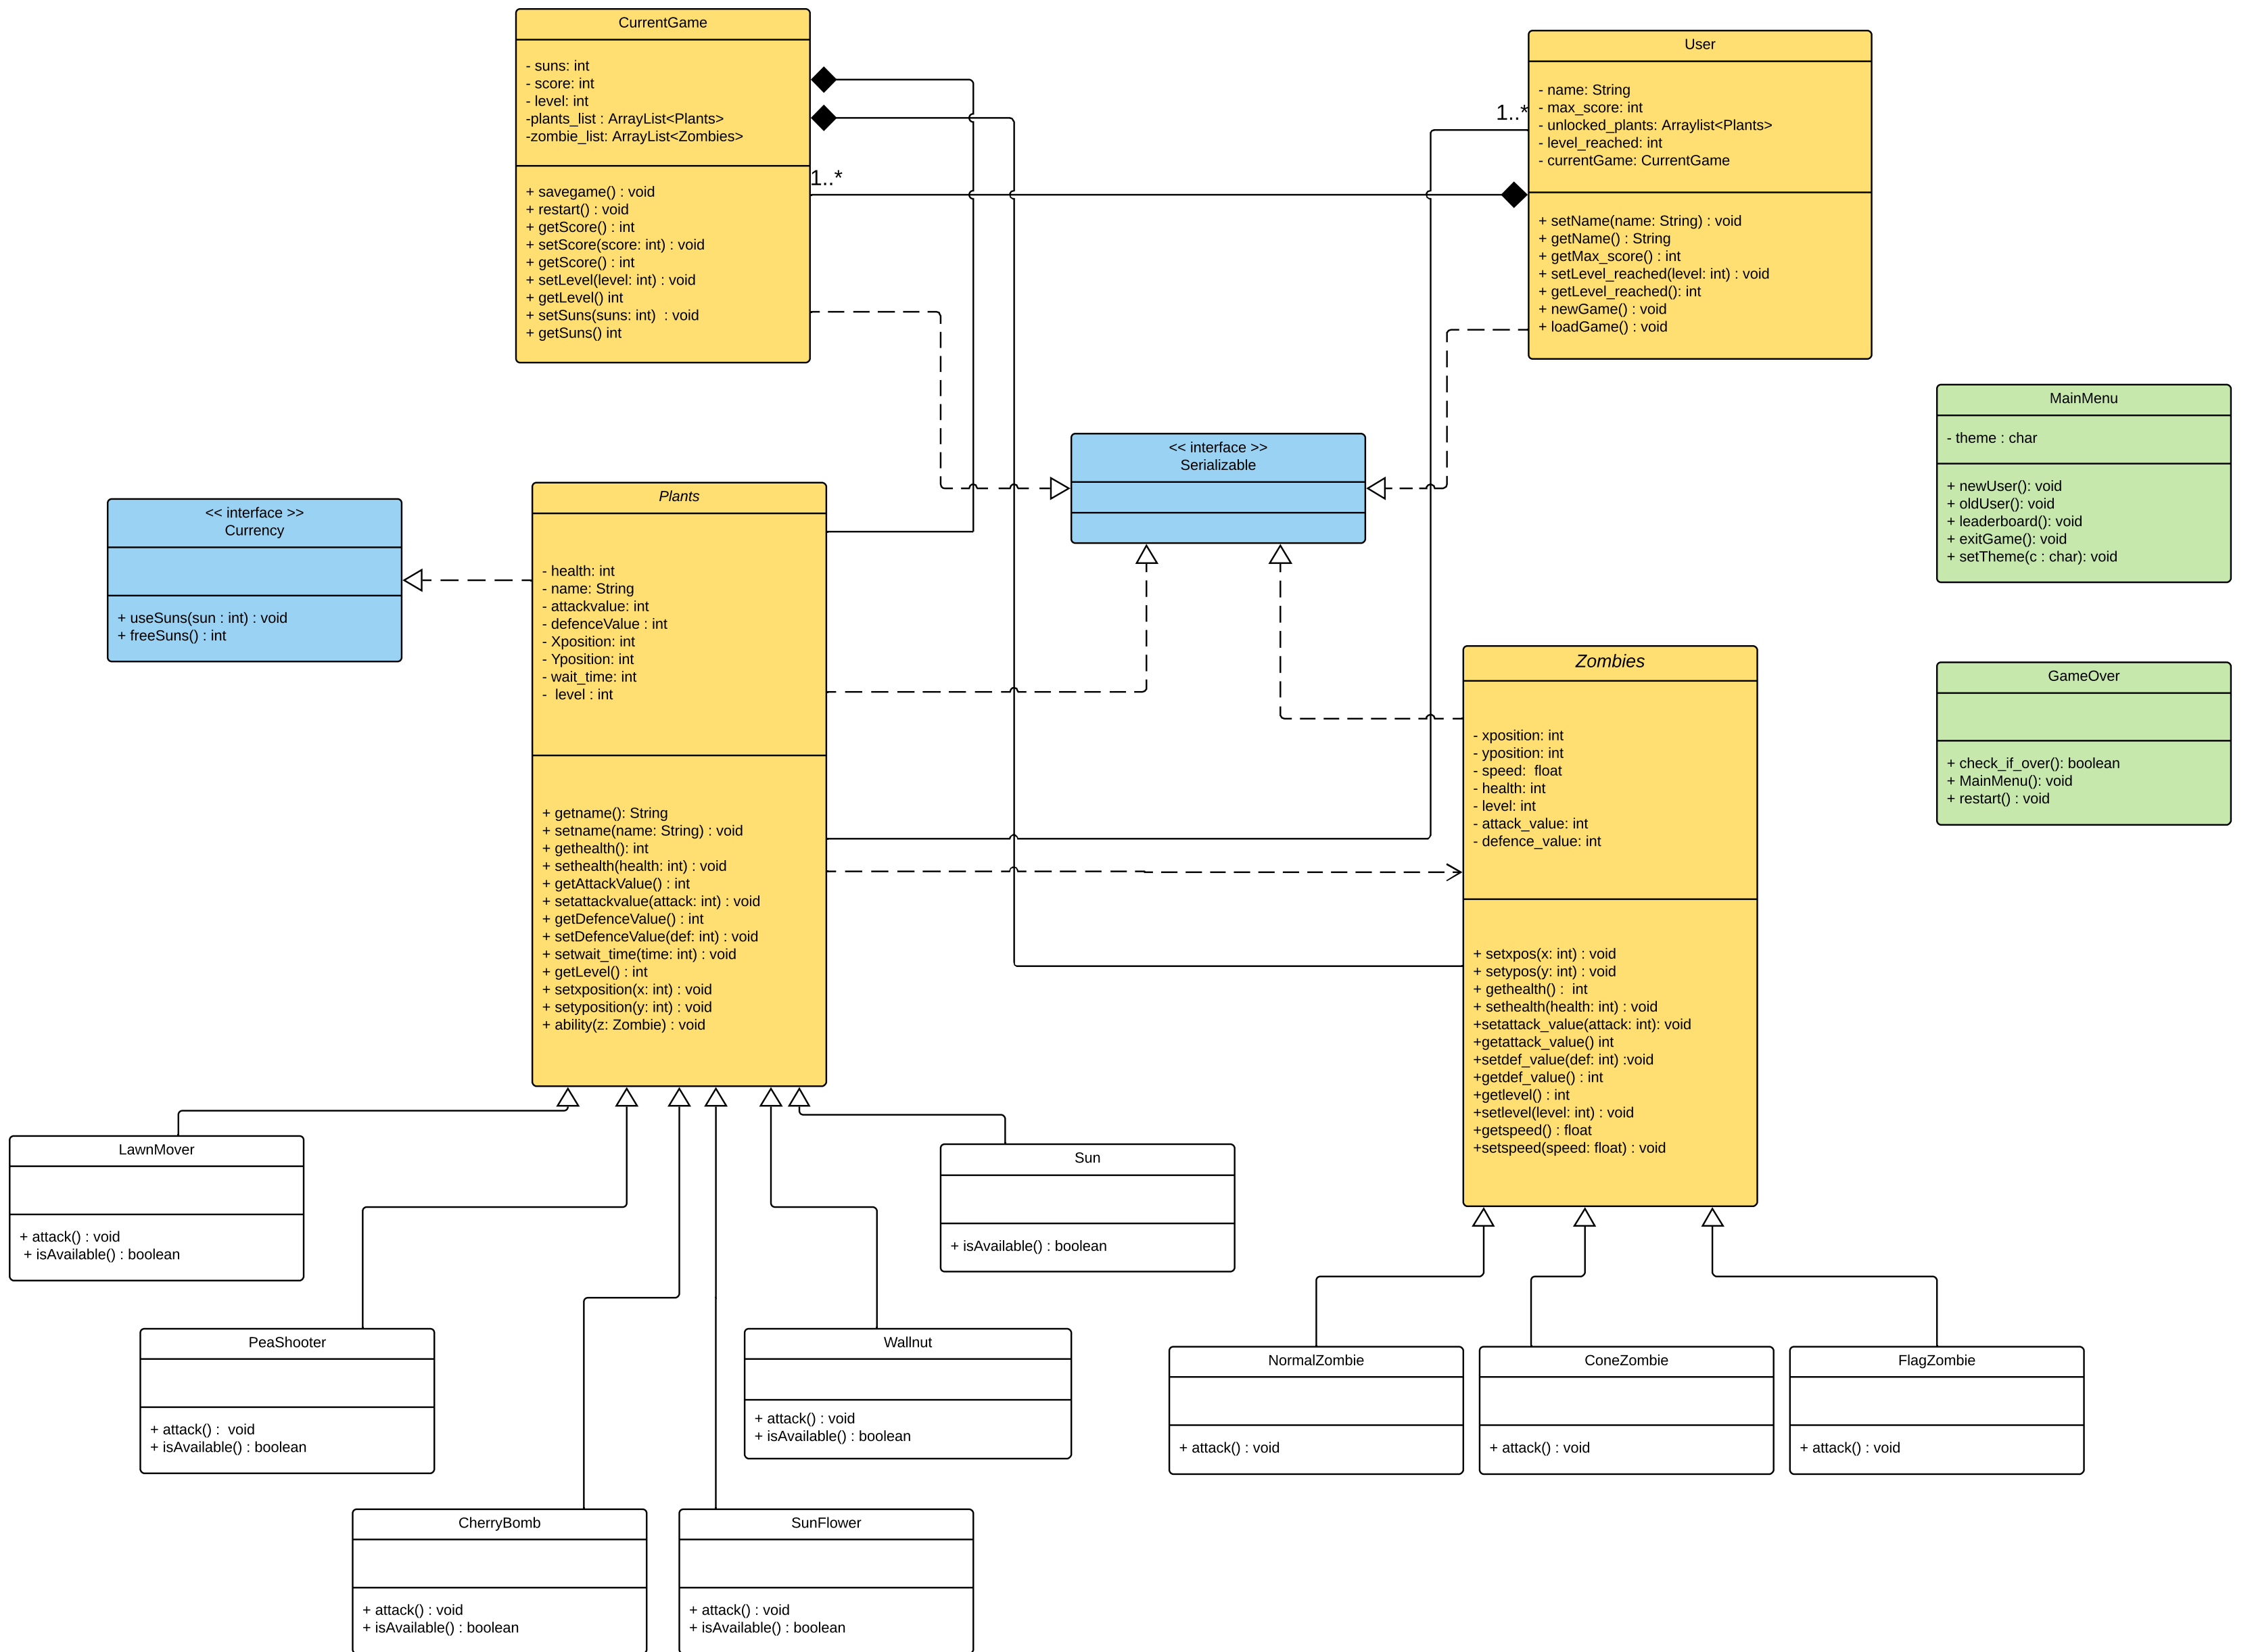 CurrentGame
- suns: int
- score: int
- level: int
-plants_list : ArrayList<Plants>
-zombie_list: ArrayList<Zombies>
+ savegame() : void
+ restart() : void
+ getScore() : int
+ setScore(score: int) : void
+ getScore() : int
+ setLevel(level: int) : void
+ getLevel() int
+ setSuns(suns: int)  : void
+ getSuns() int
1..*
1..*
User
- name: String
- max_score: int
- unlocked_plants: Arraylist<Plants>
- level_reached: int
- currentGame: CurrentGame
+ setName(name: String) : void
+ getName() : String
+ getMax_score() : int
+ setLevel_reached(level: int) : void
+ getLevel_reached(): int
+ newGame() : void
+ loadGame() : void
MainMenu
- theme : char
+ newUser(): void
+ oldUser(): void
+ leaderboard(): void
+ exitGame(): void
+ setTheme(c : char): void
<< interface >>
Serializable
<< interface >>
Currency
+ useSuns(sun : int) : void
+ freeSuns() : int
Plants
- health: int
- name: String
- attackvalue: int
- defenceValue : int
- Xposition: int
- Yposition: int
- wait_time: int
-  level : int
+ getname(): String
+ setname(name: String) : void
+ gethealth(): int
+ sethealth(health: int) : void
+ getAttackValue() : int
+ setattackvalue(attack: int) : void
+ getDefenceValue() : int
+ setDefenceValue(def: int) : void
+ setwait_time(time: int) : void
+ getLevel() : int
+ setxposition(x: int) : void
+ setyposition(y: int) : void
+ ability(z: Zombie) : void
Zombies
- xposition: int
- yposition: int
- speed:  float
- health: int
- level: int
- attack_value: int
- defence_value: int
+ setxpos(x: int) : void
+ setypos(y: int) : void
+ gethealth() :  int
+ sethealth(health: int) : void
+setattack_value(attack: int): void
+getattack_value() int
+setdef_value(def: int) :void
+getdef_value() : int
+getlevel() : int
+setlevel(level: int) : void
+getspeed() : float
+setspeed(speed: float) : void
GameOver
+ check_if_over(): boolean
+ MainMenu(): void
+ restart() : void
LawnMover
+ attack() : void
+ isAvailable() : boolean
Sun
+ isAvailable() : boolean
PeaShooter
+ attack() :  void
+ isAvailable() : boolean
Wallnut
+ attack() : void
+ isAvailable() : boolean
NormalZombie
+ attack() : void
ConeZombie
+ attack() : void
FlagZombie
+ attack() : void
CherryBomb
+ attack() : void
+ isAvailable() : boolean
SunFlower
+ attack() : void
+ isAvailable() : boolean